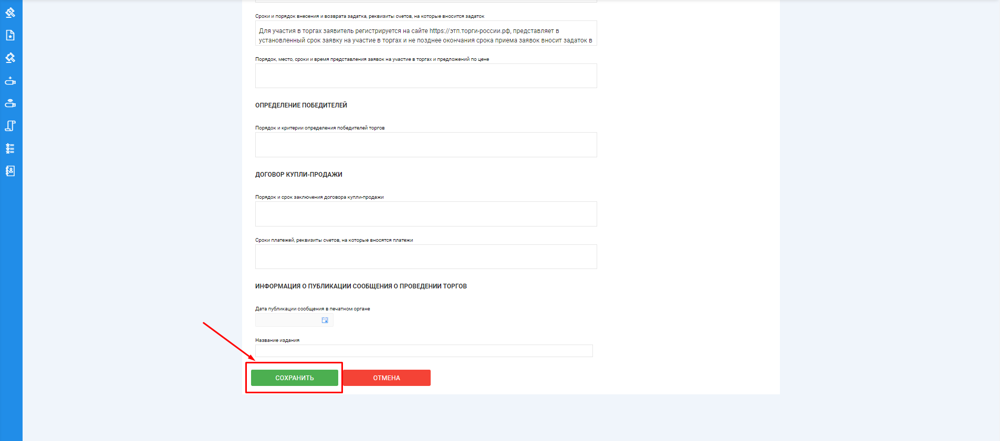 Сроки и порядок внесения и возврата задатка, реквизиты счетов, на которые вносится задаток
Для участия в торгах заявитель регистрируется на сайте https://этп.торги-россии.рф, представляет в
установленный срок заявку на участие в торгах и не позднее окончания срока приема заявок вносит задаток в
Порядок, место, сроки и время представления заявок на участие в торгах и предложений по цене
ОПРЕДЕЛЕНИЕ ПОБЕДИТЕЛЕЙ
Порядок и критерии определения победителей торгов
ДОГОВОР КУПЛИ-ПРОДАЖИ
Порядок и срок заключения договора купли-продажи
Сроки платежей, реквизиты счетов, на которые вносятся платежи
ИНФОРМАЦИЯ О ПУБЛИКАЦИИ СООБЩЕНИЯ О ПРОВЕДЕНИИ ТОРГОВ
Дата публикации сообщения в печатном органе
Название издания
СОХРАНИТЬ
ОТМЕНА